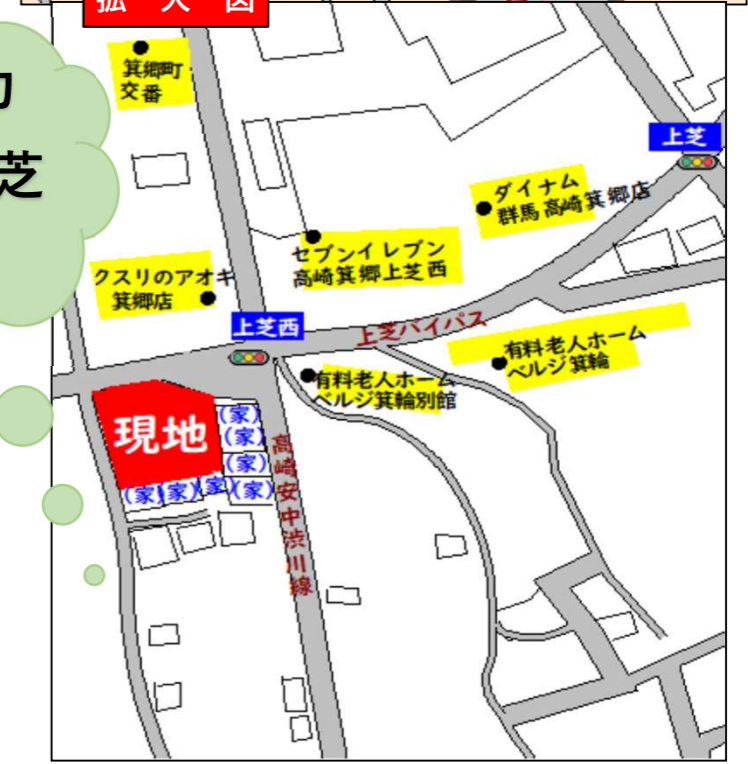 拡大図
カ
芝
箕郷町
交番
上芝
ダイナム
群馬高崎箕郷店
セブンイレブン
高崎箕郷上芝西
クスリのアオキ
箕郷店
上芝西
上芝バイパス
有料老人ホーム
ベルジ箕輪
有料老人ホーム
ベルジ箕輪別館
現地
(家)
(家)
(家)
(家)(家)(家)(家)
高崎安中渋川線